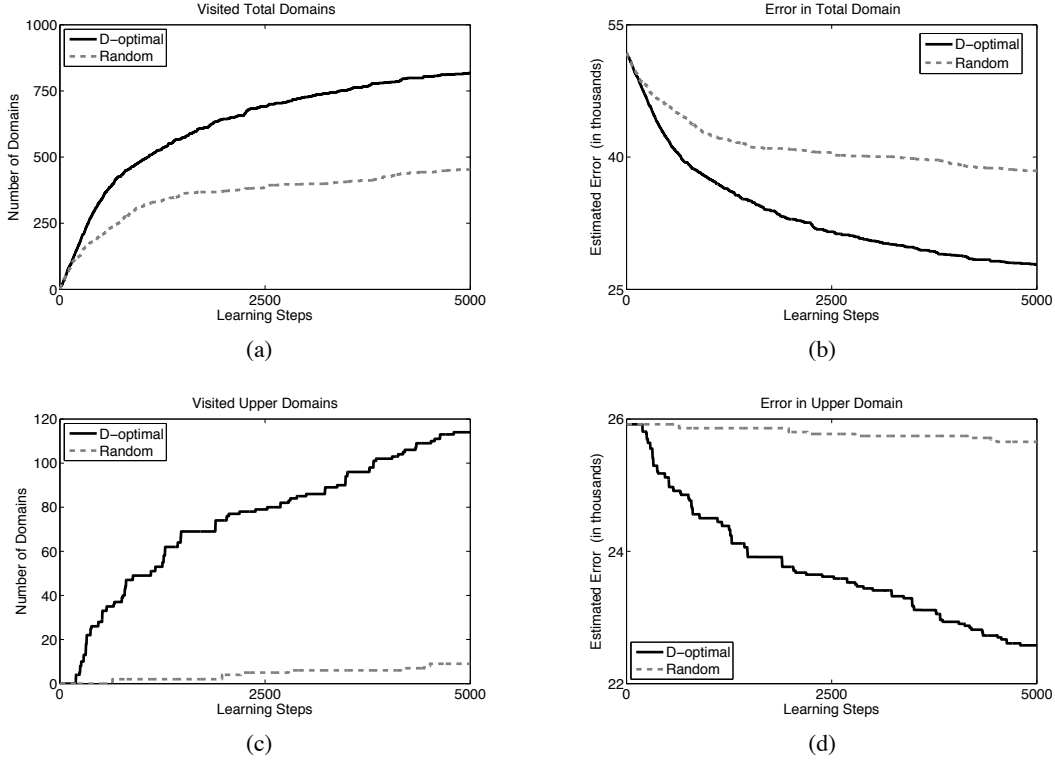 Visited Total Domains
1000
750
500
250
0
Number of Domains
D-optimal
Random
0
2500
5000
Learning Steps
(a)
Error in Total Domain
55
40
25
Estimated Error (in thousands)
D-optimal
Random
0
2500
5000
Learning Steps
(b)
Visited Upper Domains
120
100
80
60
40
20
0
Number of Domains
D-optimal
Random
0
2500
5000
Learning Steps
(c)
Error in Upper Domain
26
24
22
Estimated Error (in thousands)
D-optimal
Random
0
2500
5000
Learning Steps
(d)